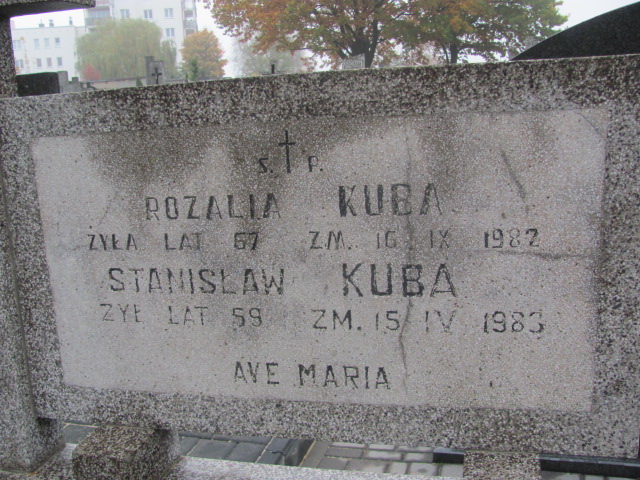 Ś. P.
ROZALIA KUBA
ŻYŁA LAT 67 ZM. 16 IX 1982
STANISŁAW KUBA
ŻYŁ LAT 59 ZM. 15 IV 1983
AVE MARIA